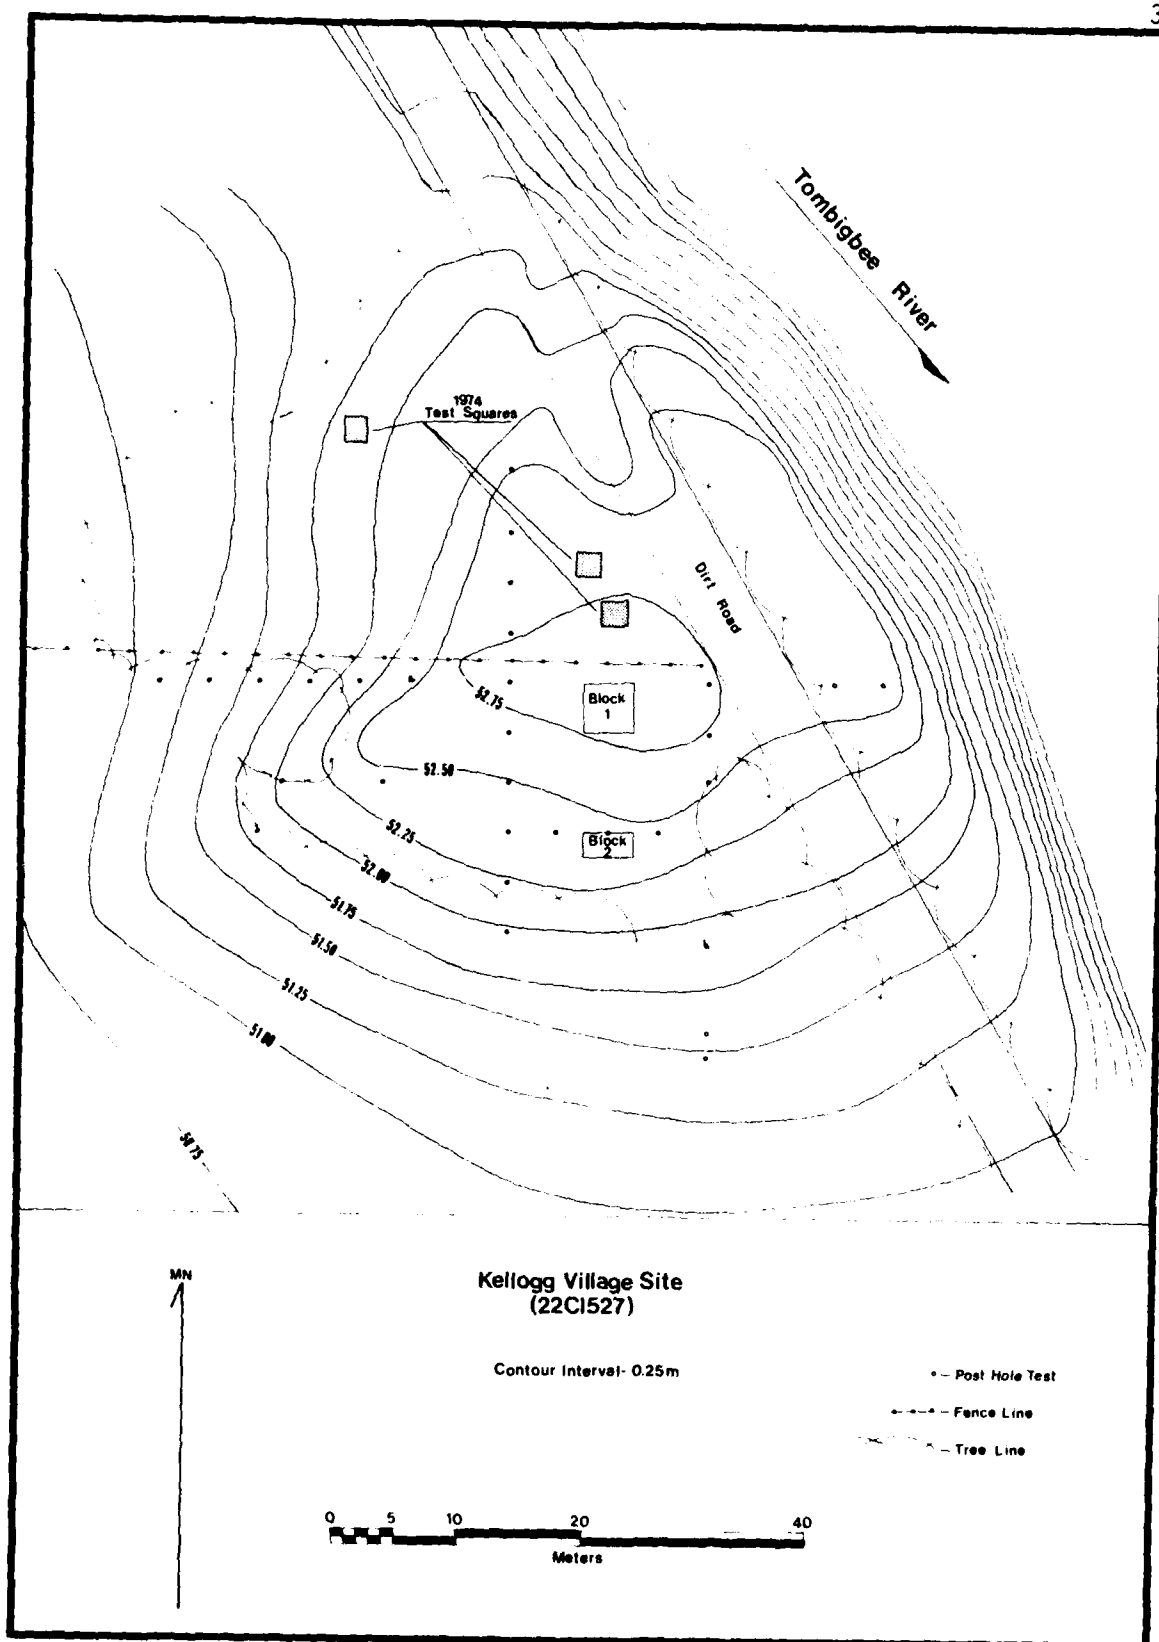 3
Tombigbee River
1974
Test Squares
Dirt Road
Block
1
52.75
52.50
Block
2
52.25
52.00
51.75
51.50
51.25
51.00
50.75
MN
Kellogg Village Site
(22Cl527)
Contour Interval- 0.25m
Post Hole Test
Fence Line
Tree Line
0 5 10 20 40
Meters